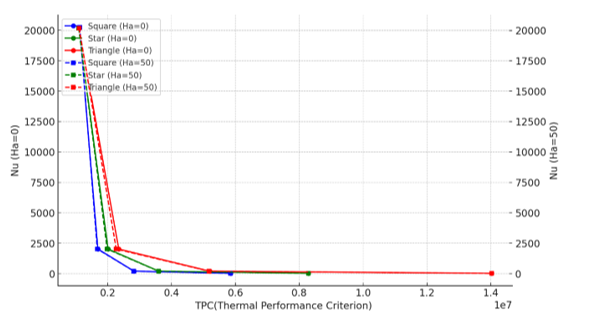 Square (Ha=0)
Star (Ha=0)
Triangle (Ha=0)
Square (Ha=50)
Star (Ha=50)
Triangle (Ha=50)
Nu (Ha=0)
20000
17500
15000
12500
10000
7500
5000
2500
0
20000
17500
15000
12500
10000
7500
5000
2500
0
Nu (Ha=50)
0.2 0.4 0.6 0.8 1.0 1.2 1.4
1e7
TPC(Thermal Performance Criterion)